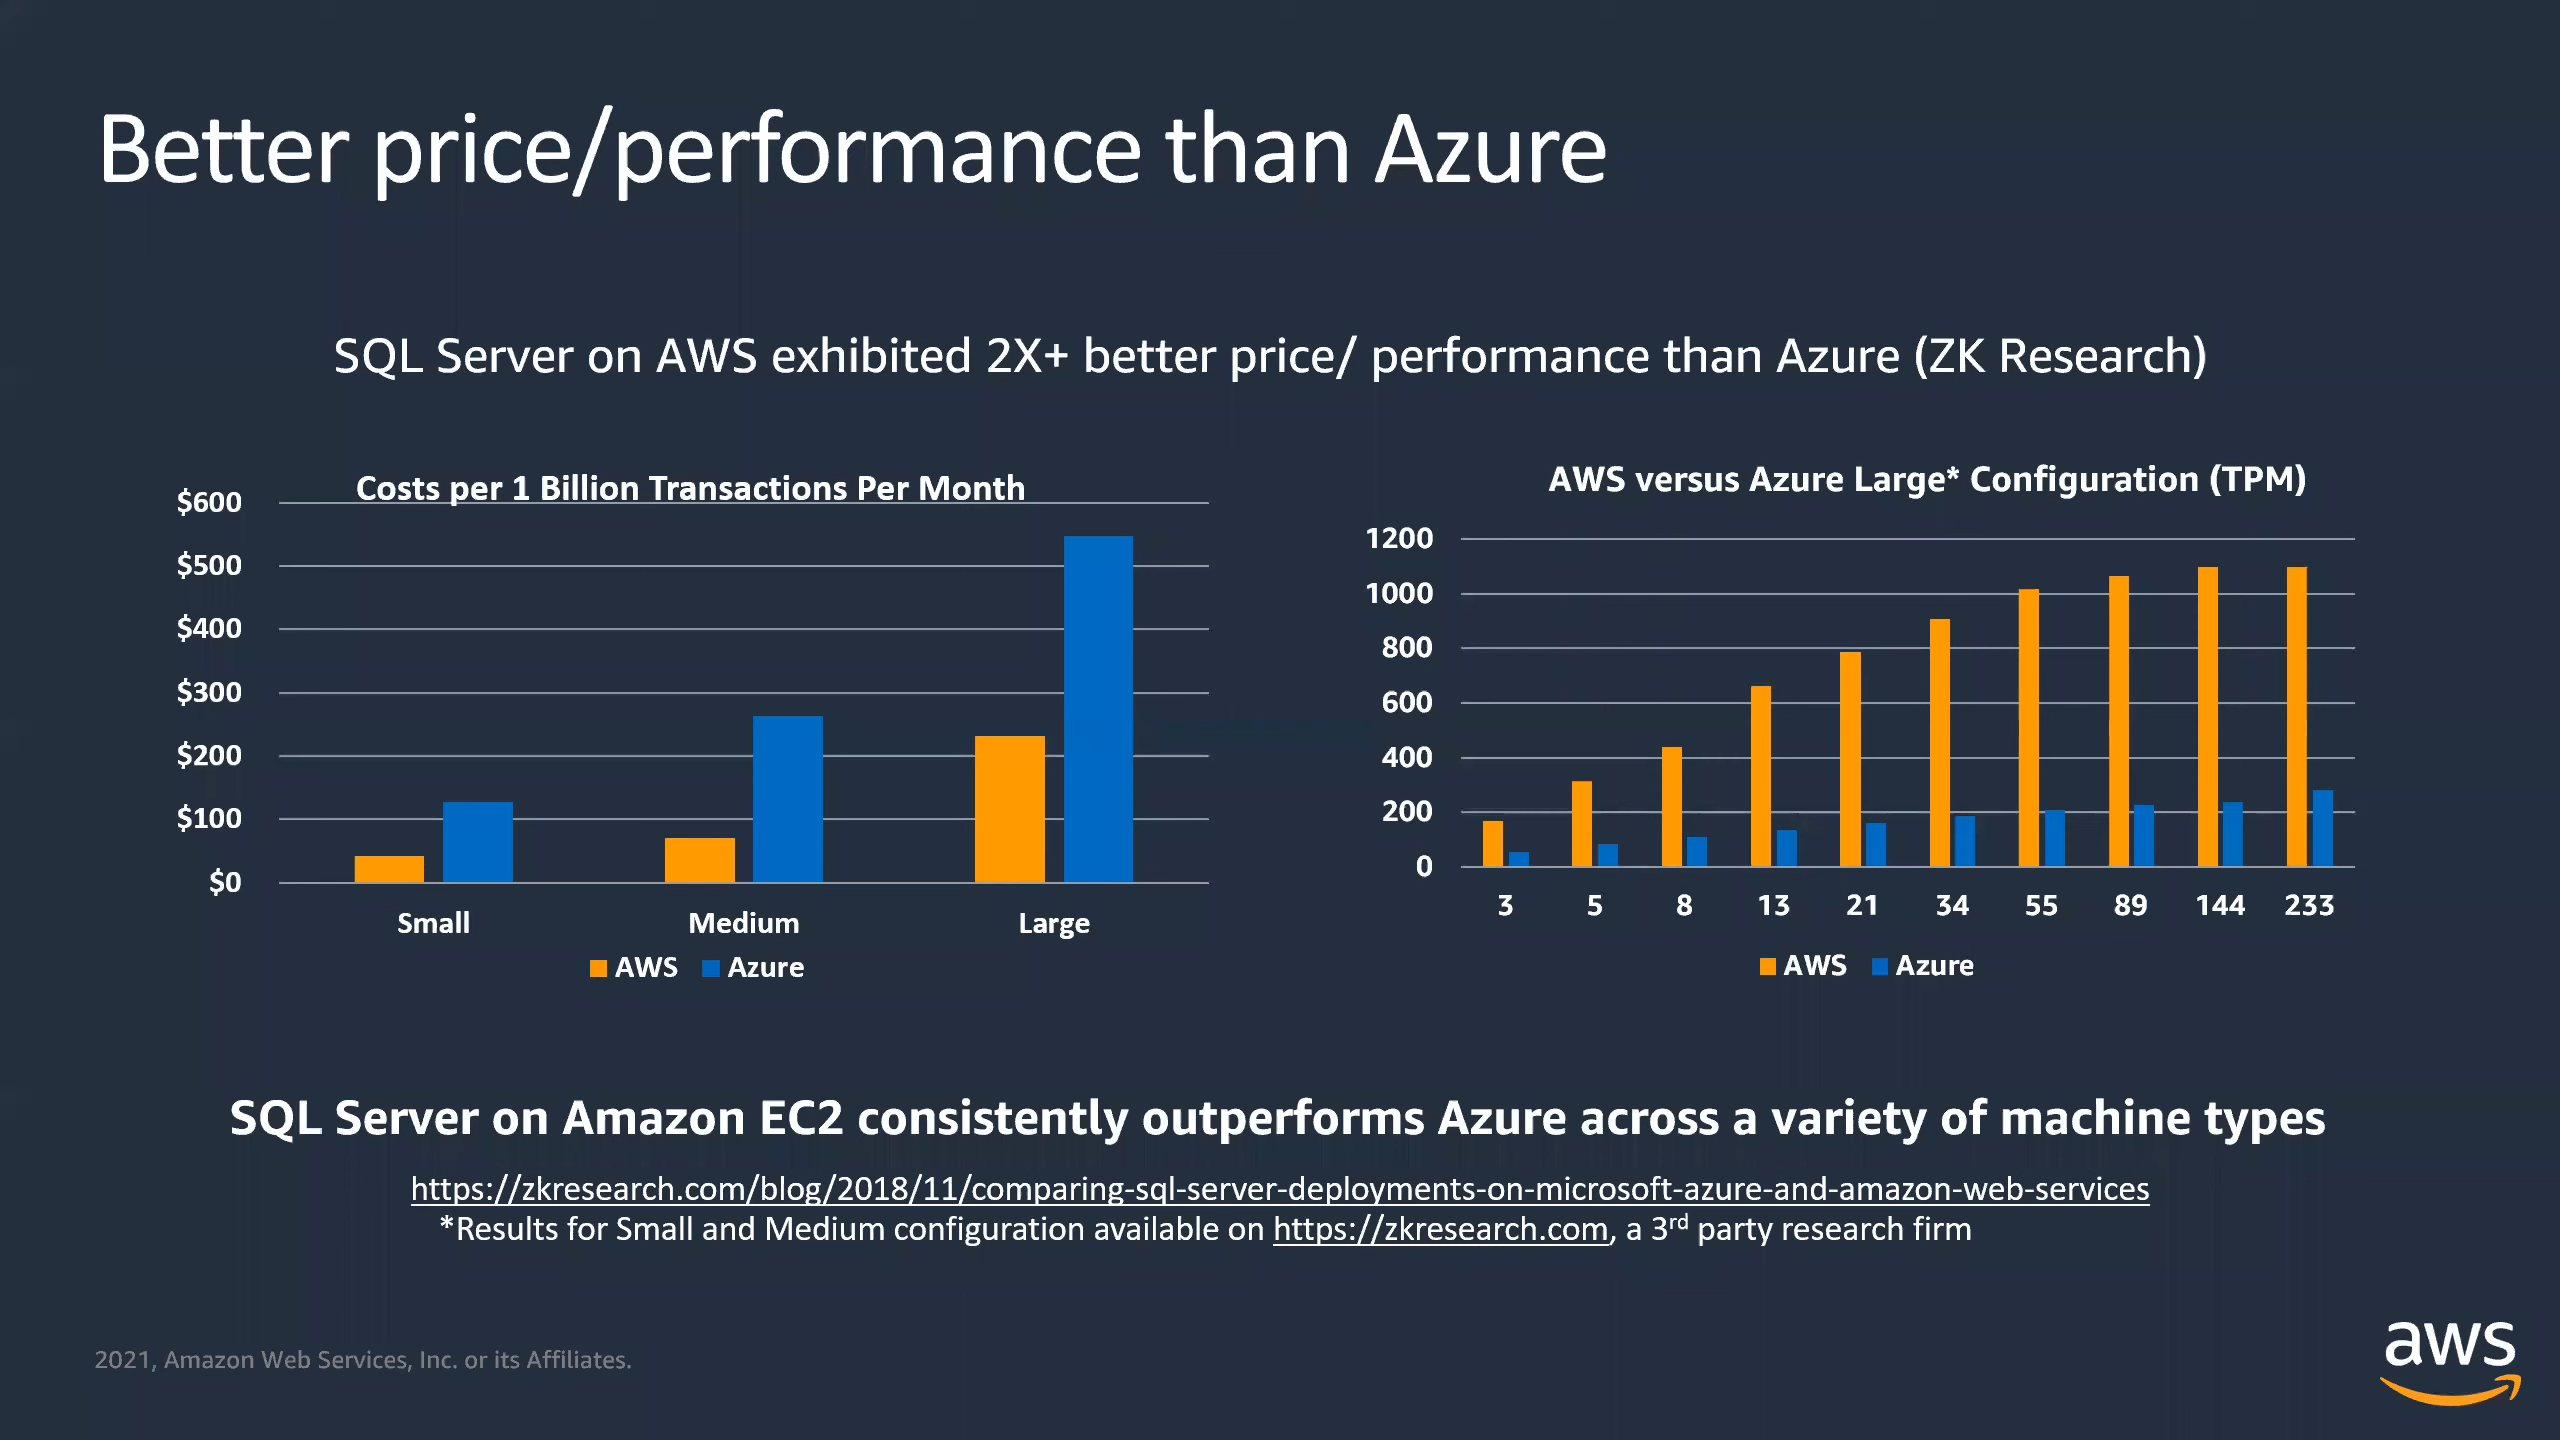 Better price/performance than Azure
SQL Server on AWS exhibited 2X+ better price/ performance than Azure (ZK Research)
Costs per 1 Billion Transactions Per Month
$600
$500
$400
$300
$200
$100
$0
Small Medium Large
AWS Azure
AWS versus Azure Large* Configuration (TPM)
1200
1000
800
600
400
200
0
3 5 8 13 21 34 55 89 144 233
AWS Azure
SQL Server on Amazon EC2 consistently outperforms Azure across a variety of machine types
https://zkresearch.com/blog/2018/11/comparing-sql-server-deployments-on-microsoft-azure-and-amazon-web-services
*Results for Small and Medium configuration available on https://zkresearch.com, a 3rd party research firm
2021, Amazon Web Services, Inc. or its Affiliates.
aws